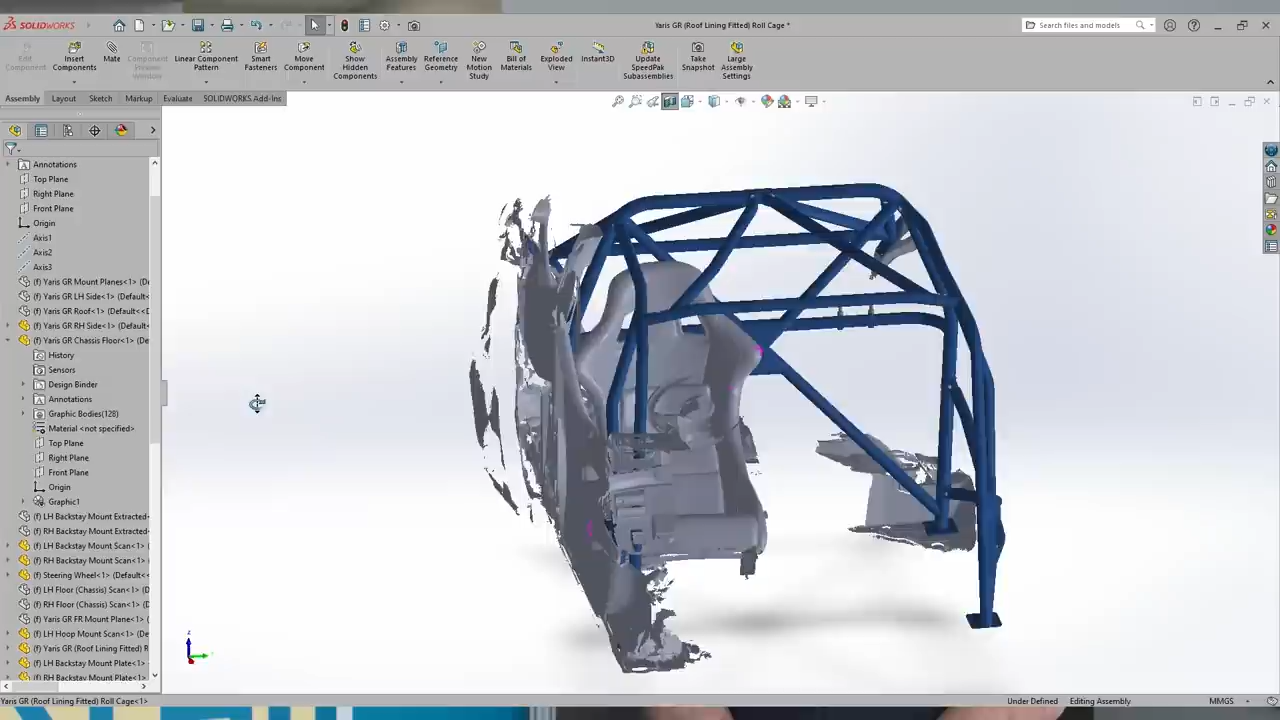 SOLIDWORKS
Yaris GR (Roof Lining Fitted) Roll Cage *
Search files and models
Edit Component
Insert Components
Mate
Component Preview Window
Linear Component Pattern
Smart Fasteners
Move Component
Show Hidden Components
Assembly Features
Reference Geometry
New Motion Study
Bill of Materials
Exploded View
Instant3D
Update SpeedPak Subassemblies
Take Snapshot
Large Assembly Settings
Assembly
Layout
Sketch
Markup
Evaluate
SOLIDWORKS Add-Ins
Annotations
Top Plane
Right Plane
Front Plane
Origin
Axis1
Axis2
Axis3
(f) Yaris GR Mount Planes<1> (D
(f) Yaris GR LH Side<1> (Default<
(f) Yaris GR Roof<1> (Default<<
(f) Yaris GR RH Side<1> (Default
(f) Yaris GR Chassis Floor<1> (De
History
Sensors
Design Binder
Annotations
Graphic Bodies(128)
Material <not specified>
Top Plane
Right Plane
Front Plane
Origin
Graphic1
(f) LH Backstay Mount Extracted
(f) RH Backstay Mount Extracted
(f) LH Backstay Mount Scan<1>
(f) RH Backstay Mount Scan<1>
(f) Steering Wheel<1> (Default<<
(f) LH Floor (Chassis) Scan<1> (D
(f) RH Floor (Chassis) Scan<1> (D
(f) Yaris GR FR Mount Plane<1>
(f) LH Hoop Mount Scan<1> (D
(f) Yaris GR (Roof Lining Fitted) R
(f) LH Backstay Mount Plate<1>
(f) RH Backstay Mount Plate<1>
z
Yaris GR (Roof Lining Fitted) Roll Cage<1>
Under Defined
Editing Assembly
MMGS